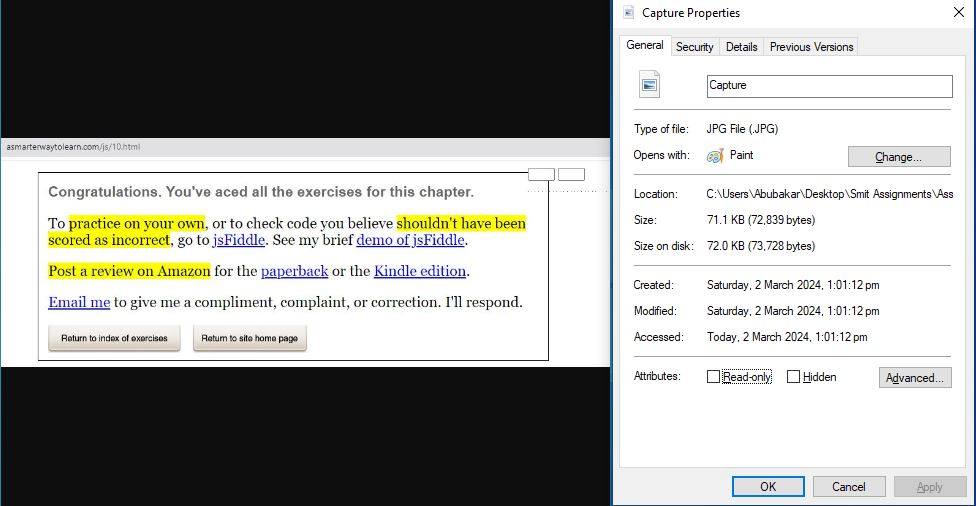 asmarterwaytolearn.com/js/10.html
Congratulations. You've aced all the exercises for this chapter.
To practice on your own, or to check code you believe shouldn't have been
scored as incorrect, go to jsFiddle. See my brief demo of jsFiddle.
Post a review on Amazon for the paperback or the Kindle edition.
Email me to give me a compliment, complaint, or correction. I'll respond.
Return to index of exercises Return to site home page
Capture Properties
General Security Details Previous Versions
Capture
Type of file: JPG File (.JPG)
Opens with: Paint Change...
Location: C:\Users\Abubakar\Desktop\Smit Assignments\Ass
Size: 71.1 KB (72,839 bytes)
Size on disk: 72.0 KB (73,728 bytes)
Created: Saturday, 2 March 2024, 1:01:12 pm
Modified: Saturday, 2 March 2024, 1:01:12 pm
Accessed: Today, 2 March 2024, 1:01:12 pm
Attributes: Read-only Hidden Advanced...
OK Cancel Apply